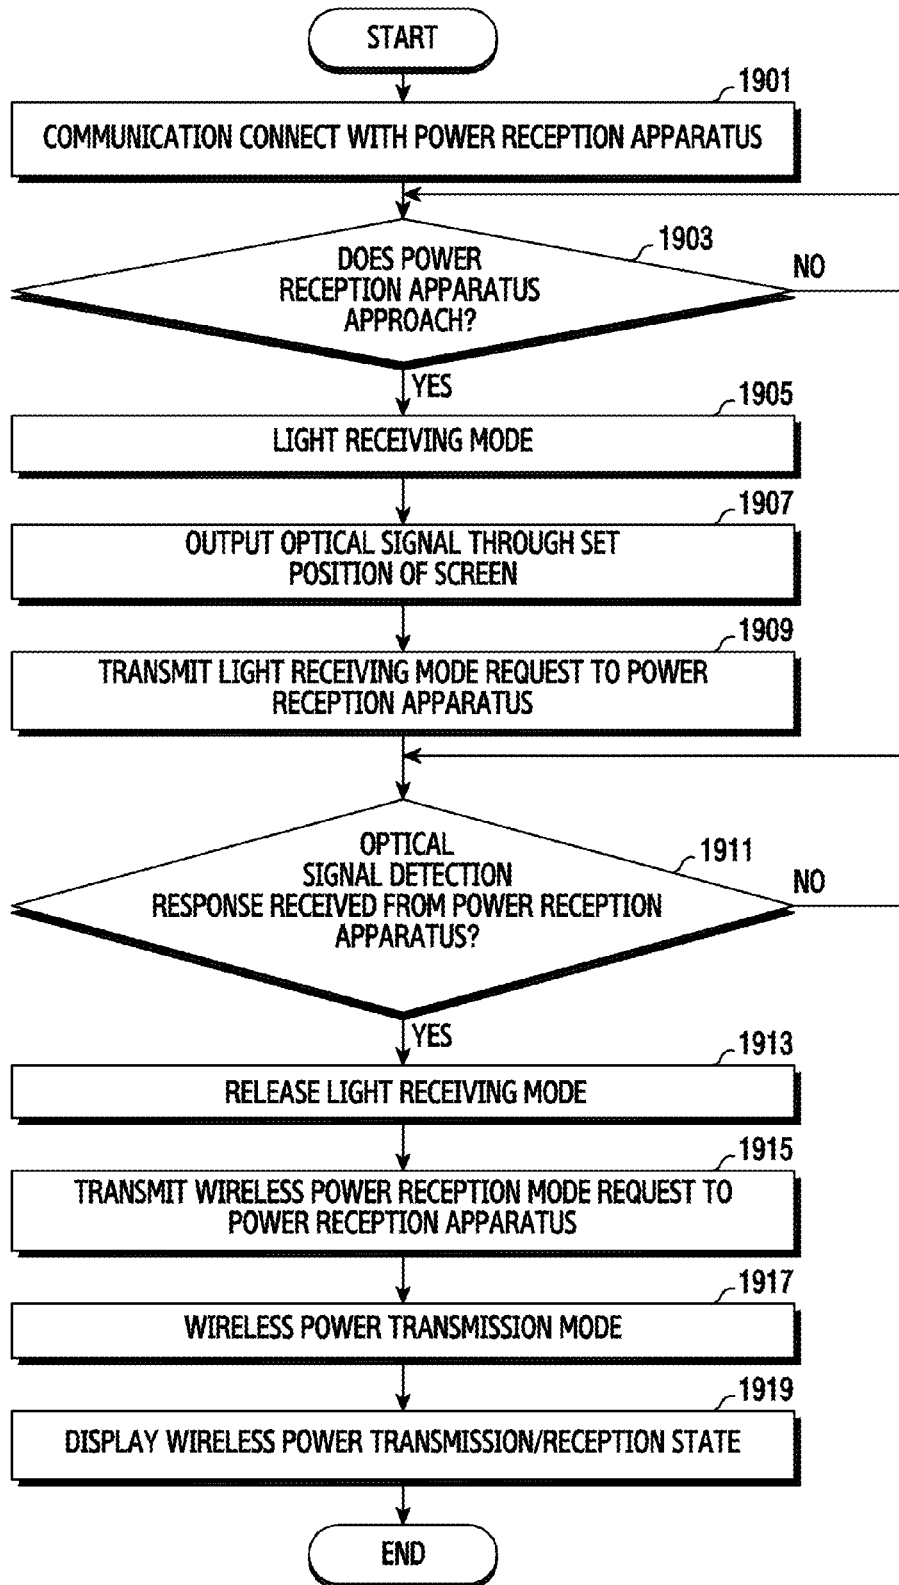 START
1901
COMMUNICATION CONNECT WITH POWER RECEPTION APPARATUS
1903
DOES POWER
RECEPTION APPARATUS
APPROACH?
NO
YES
1905
LIGHT RECEIVING MODE
1907
OUTPUT OPTICAL SIGNAL THROUGH SET
POSITION OF SCREEN
1909
TRANSMIT LIGHT RECEIVING MODE REQUEST TO POWER
RECEPTION APPARATUS
1911
OPTICAL
SIGNAL DETECTION
RESPONSE RECEIVED FROM POWER RECEPTION
APPARATUS?
NO
YES
1913
RELEASE LIGHT RECEIVING MODE
1915
TRANSMIT WIRELESS POWER RECEPTION MODE REQUEST TO
POWER RECEPTION APPARATUS
1917
WIRELESS POWER TRANSMISSION MODE
1919
DISPLAY WIRELESS POWER TRANSMISSION/RECEPTION STATE
END